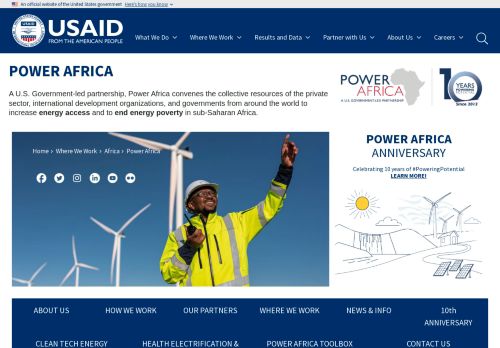 An official website of the United States government Here's how you know
USAID
FROM THE AMERICAN PEOPLE
What We Do
Where We Work
Results and Data
Partner with Us
About Us
Careers
POWER AFRICA
A U.S. Government-led partnership, Power Africa convenes the collective resources of the private
sector, international development organizations, and governments from around the world to
increase energy access and to end energy poverty in sub-Saharan Africa.
POWER
AFRICA
A U.S. GOVERNMENT-LED PARTNERSHIP
10
YEARS
Since 2013
Home > Where We Work > Africa > Power Africa
POWER AFRICA
ANNIVERSARY
Celebrating 10 years of #PoweringPotential
LEARN MORE!
ABOUT US
HOW WE WORK
OUR PARTNERS
WHERE WE WORK
NEWS & INFO
10th
ANNIVERSARY
CLEAN TECH ENERGY
HEALTH ELECTRIFICATION &
POWER AFRICA TOOLBOX
CONTACT US